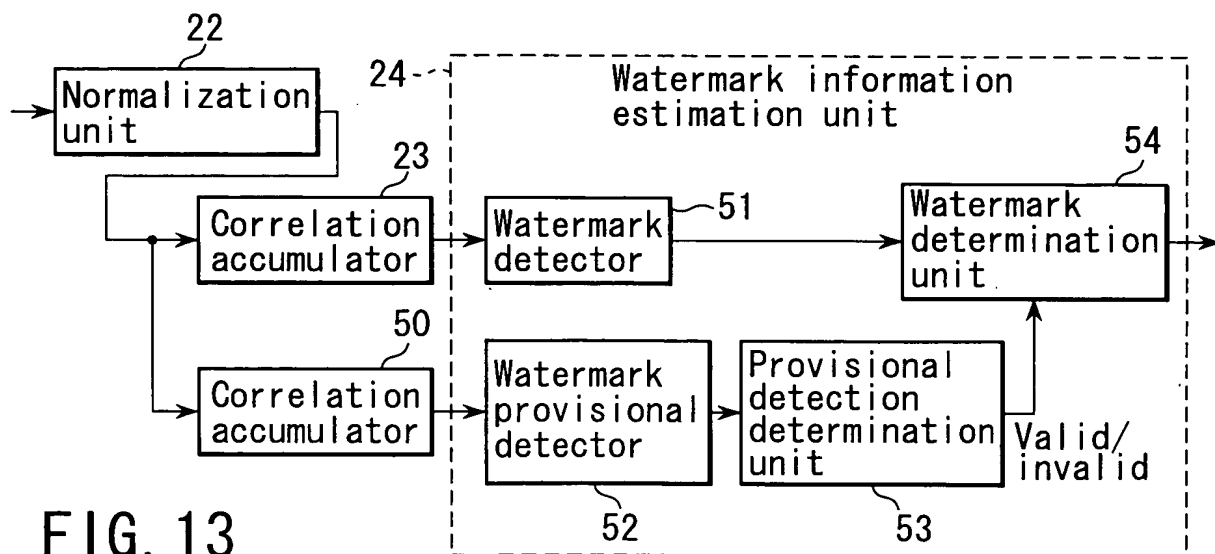 22
Normalization
unit
24
Watermark information
estimation unit
23
Correlation
accumulator
51
Watermark
detector
54
Watermark
determination
unit
50
Correlation
accumulator
52
Watermark
provisional
detector
53
Provisional
detection
determination
unit
Valid/
invalid
FIG. 13